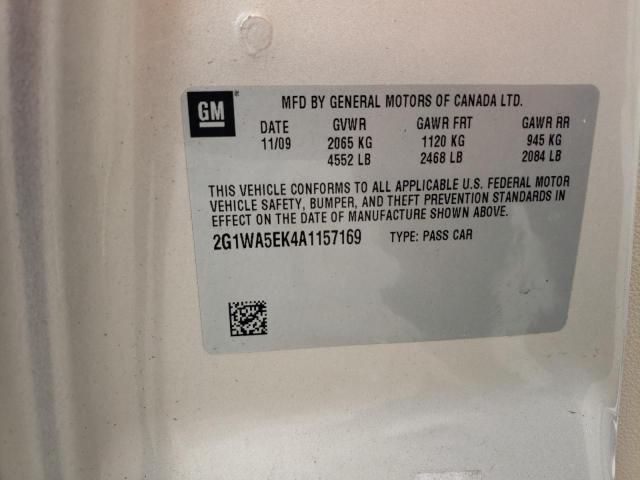 GM
MFD BY GENERAL MOTORS OF CANADA LTD.
DATE GVWR GAWR FRT GAWR RR
11/09 2065 KG 1120 KG 945 KG
4552 LB 2468 LB 2084 LB
THIS VEHICLE CONFORMS TO ALL APPLICABLE U.S. FEDERAL MOTOR
VEHICLE SAFETY, BUMPER, AND THEFT PREVENTION STANDARDS IN
EFFECT ON THE DATE OF MANUFACTURE SHOWN ABOVE.
2G1WA5EK4A1157169 TYPE: PASS CAR